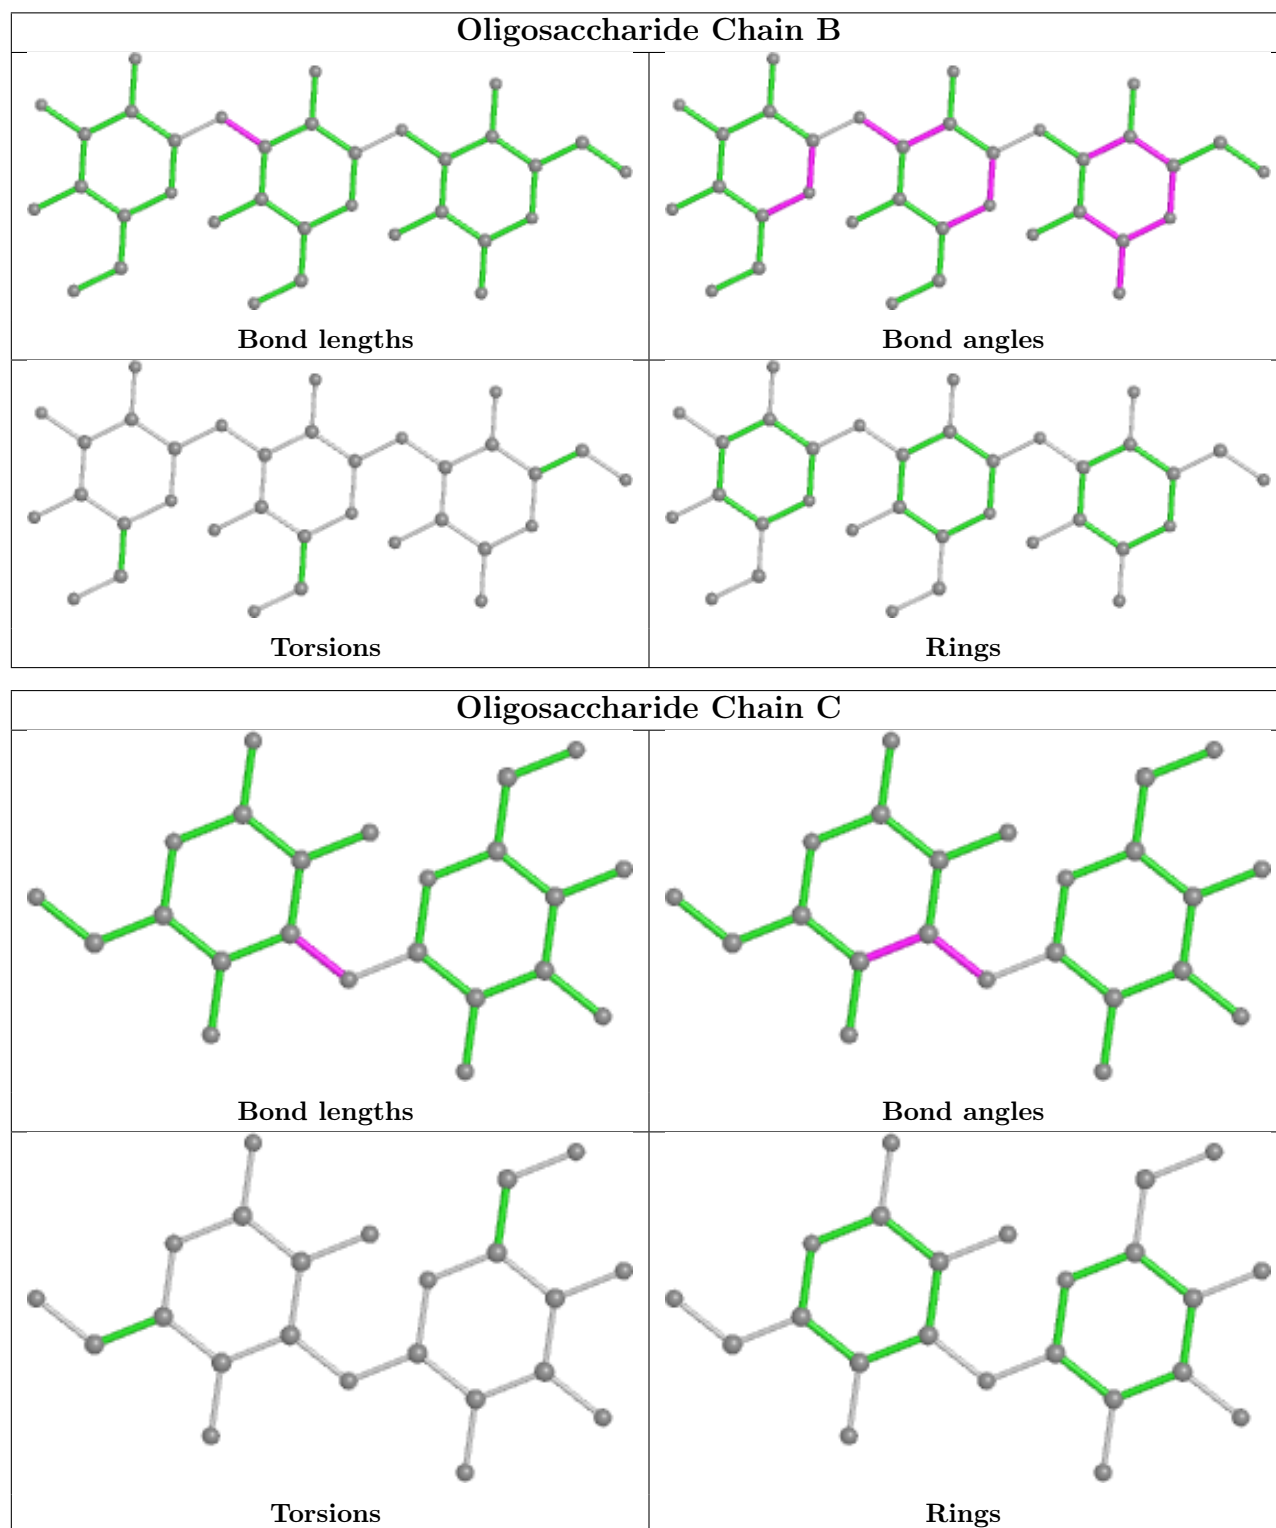 Oligosaccharide Chain B
Bond lengths
Bond angles
Torsions
Rings
Oligosaccharide Chain C
Bond lengths
Bond angles
Torsions
Rings